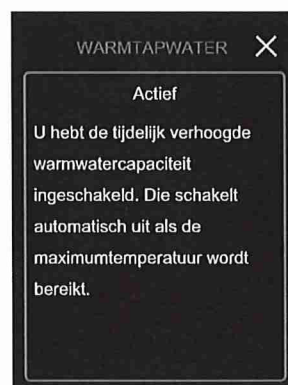 WARMTAPWATER
Actief
U hebt de tijdelijk verhoogde
warmwatercapaciteit
ingeschakeld. Die schakelt
automatisch uit als de
maximumtemperatuur wordt
bereikt.